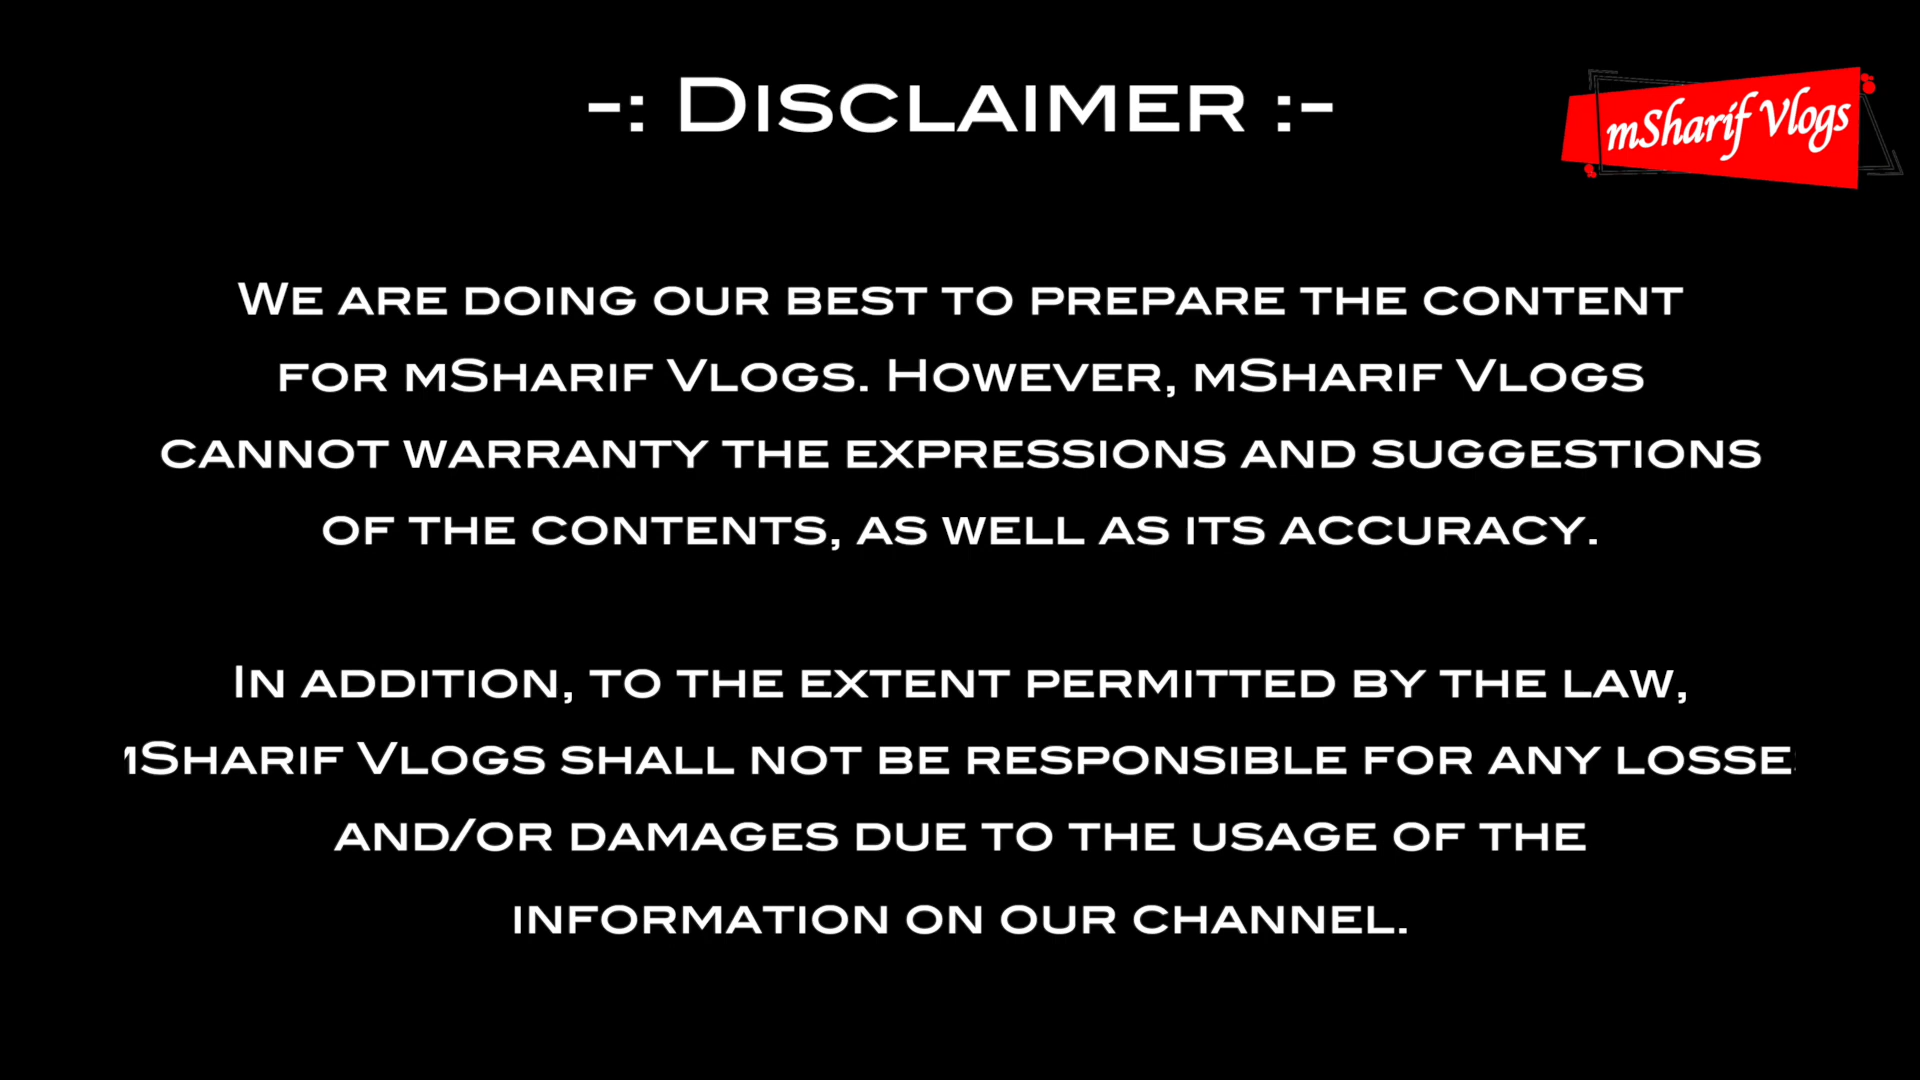 -: Disclaimer :-
mSharif Vlogs
We are doing our best to prepare the content
for mSharif Vlogs. However, mSharif Vlogs
cannot warranty the expressions and suggestions
of the contents, as well as its accuracy.
In addition, to the extent permitted by the law,
mSharif Vlogs shall not be responsible for any losses
and/or damages due to the usage of the
information on our channel.